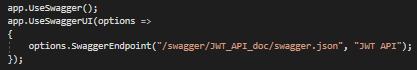 app.UseSwagger();
app.UseSwaggerUI(options =>
{
    options.SwaggerEndpoint("/swagger/JWT_API_doc/swagger.json", "JWT API");
});